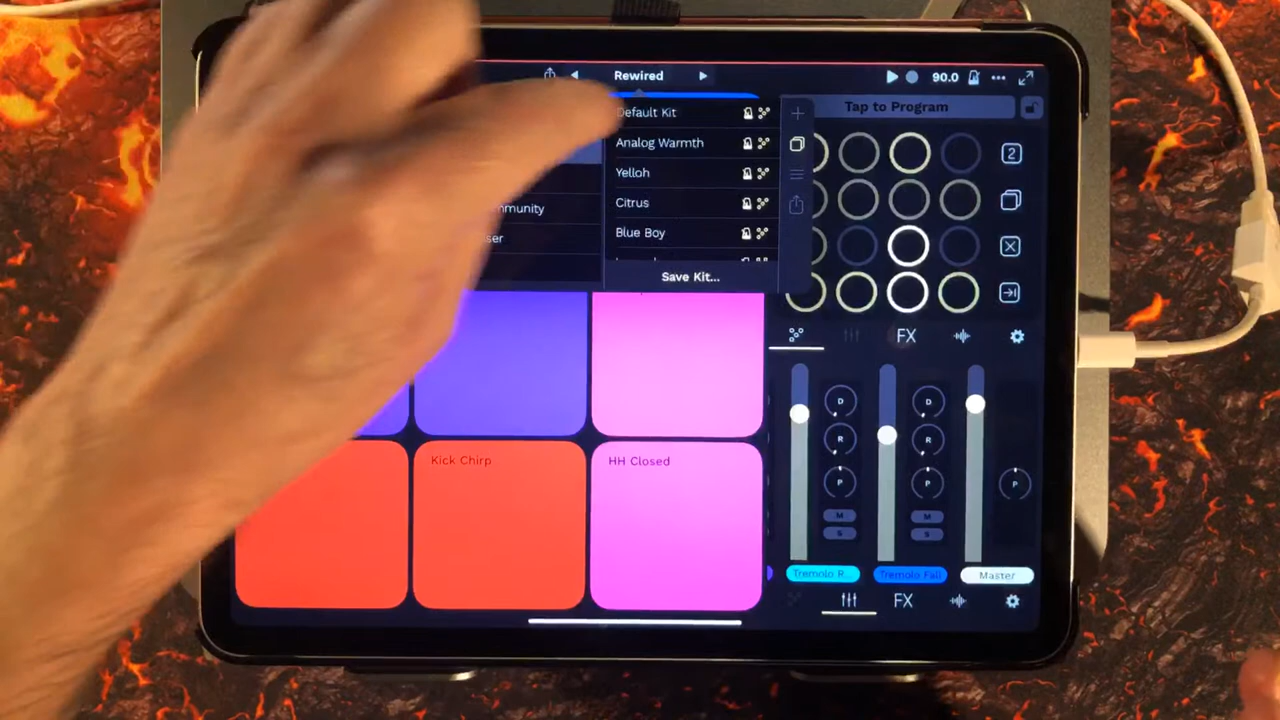 Rewired
90.0
Default Kit
Tap to Program
Analog Warmth
Yelloh
Citrus
mmunity
ser
Blue Boy
Save Kit...
2
FX
D
D
R
R
P
P
P
M
M
S
S
Kick Chirp
HH Closed
Tremolo R...
Tremolo Fall
Master
FX